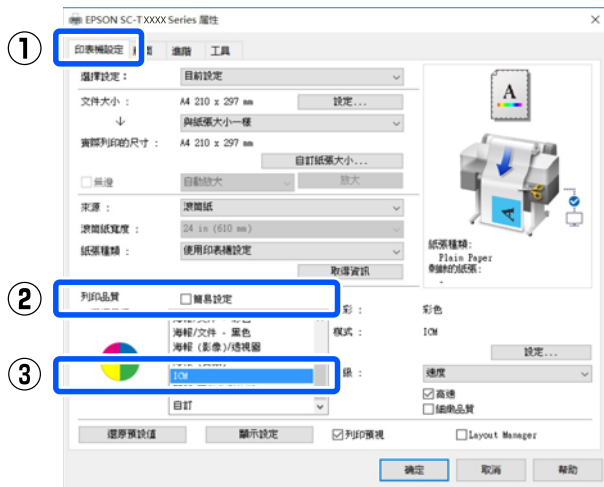 EPSON SC-TXXXX Series 屬性
①
印表機設定 進階 工具
選擇設定： 目前設定
文件大小 ： A4 210 x 297 mm 設定...
與紙張大小一樣
實際列印的尺寸 ： A4 210 x 297 mm
自訂紙張大小...
無邊 自動放大 放大
來源 ： 滾筒紙
滾筒紙寬度 ： 24 in (610 mm)
紙張種類 ： 使用印表機設定
取得資訊
紙張種類:
Plain Paper
剩餘的紙張:
-
②
列印品質 簡易設定
彩 ： 彩色
海報/文件 - 黑色
模式 ： ICM
海報 (影像)/透視圖
設定...
③
ICM
級 ： 速度
高速
自訂
細緻品質
還原預設值 顯示設定 列印預視 Layout Manager
確定 取消 幫助